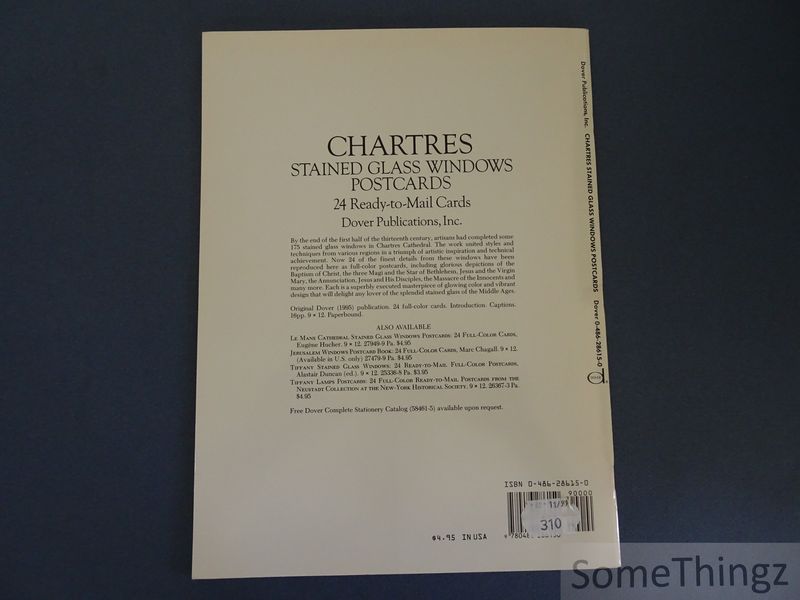 CHARTRES
STAINED GLASS WINDOWS
POSTCARDS
24 Ready-to-Mail Cards
Dover Publications, Inc.
By the end of the first half of the thirteenth century, artisans had completed some
175 stained glass windows in Chartres Cathedral. The work united styles and
techniques from various regions in a triumph of artistic inspiration and technical
achievement. Now 24 of the finest details from these windows have been
reproduced here as full-color postcards, including glorious depictions of the
Baptism of Christ, the three Magi and the Star of Bethlehem, Jesus and the Virgin
Mary, the Annunciation, Jesus and His Disciples, the Massacre of the Innocents and
many more. Each is a superbly executed masterpiece of glowing color and vibrant
design that will delight any lover of the splendid stained glass of the Middle Ages.
Original Dover (1995) publication. 24 full-color cards. Introduction. Captions.
16pp. 9 × 12. Paperbound.
ALSO AVAILABLE
LE MANS CATHEDRAL STAINED GLASS WINDOWS POSTCARDS: 24 FULL-COLOR CARDS,
Eugène Hucher. 9 × 12. 27949-9 Pa. $4.95
JERUSALEM WINDOWS POSTCARD BOOK: 24 FULL-COLOR CARDS, Marc Chagall. 9 × 12.
(Available in U.S. only) 27479-9 Pa. $4.95
TIFFANY STAINED GLASS WINDOWS: 24 READY-TO-MAIL FULL-COLOR POSTCARDS,
Alastair Duncan (ed.). 9 × 12. 25336-8 Pa. $3.95
TIFFANY LAMPS POSTCARDS: 24 FULL-COLOR READY-TO-MAIL POSTCARDS FROM THE
NEUSTADT COLLECTION AT THE NEW-YORK HISTORICAL SOCIETY. 9 × 12. 26367-3 Pa.
$4.95
Free Dover Complete Stationery Catalog (58461-5) available upon request.
ISBN 0-486-28615-0
90000
310
$4.95 IN USA
Dover Publications, Inc. CHARTRES STAINED GLASS WINDOWS POSTCARDS Dover 0-486-28615-0
SomeThingz